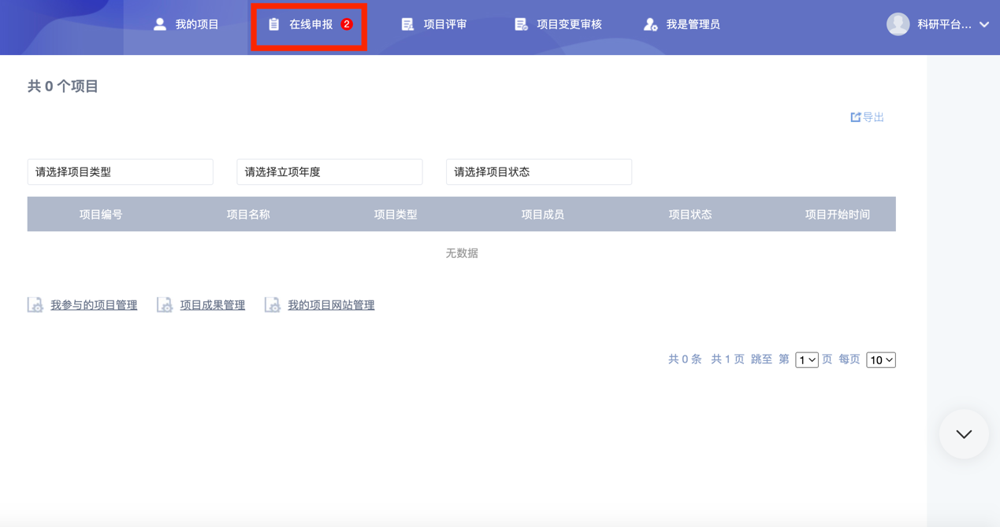 我的项目 在线申报 2 项目评审 项目变更审核 我是管理员 科研平台...
共 0 个项目
导出
请选择项目类型 请选择立项年度 请选择项目状态
项目编号 项目名称 项目类型 项目成员 项目状态 项目开始时间
无数据
我参与的项目管理 项目成果管理 我的项目网站管理
共 0 条 共 1 页 跳至 第 1 页 每页 10